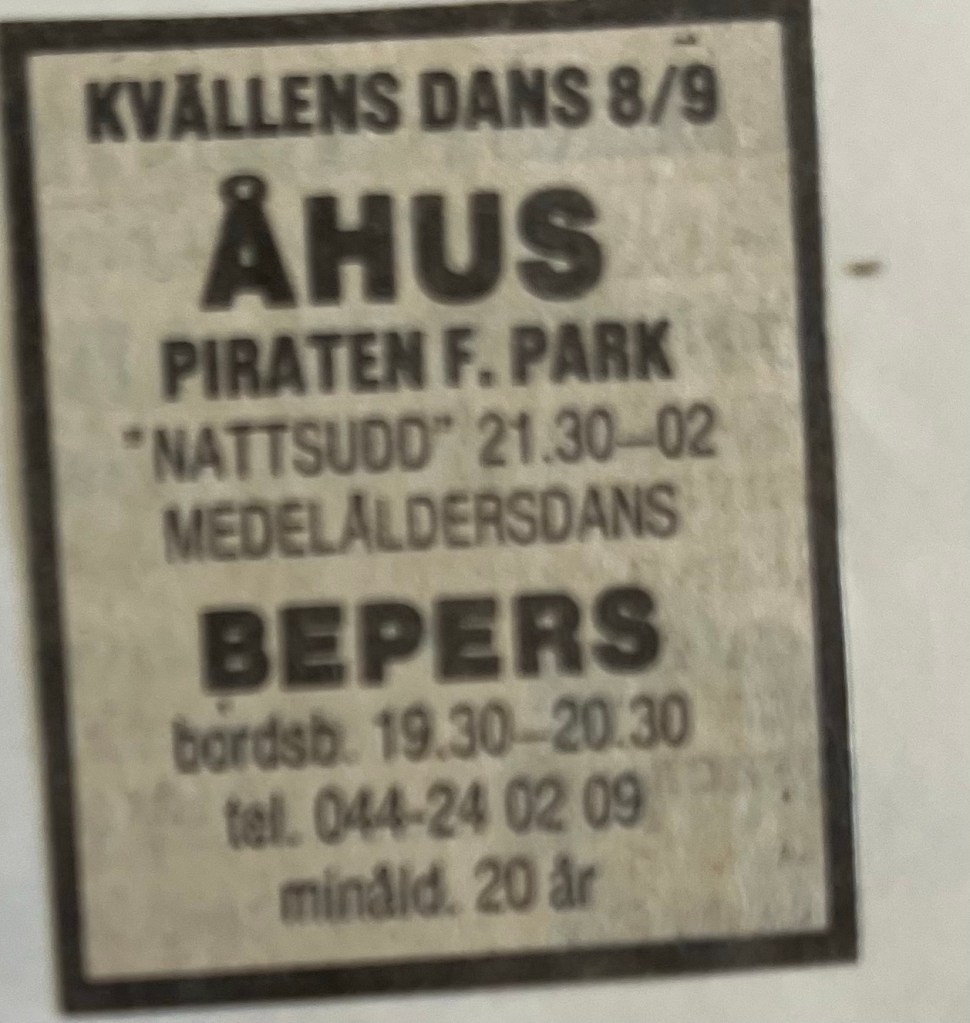 KVÄLLENS DANS 8/9
ÅHUS
PIRATEN F. PARK
"NATTSUDD" 21.30–02
MEDELÅLDERSDANS
BEPERS
bordsb. 19.30–20.30
tel. 044-24 02 09
minåld. 20 år